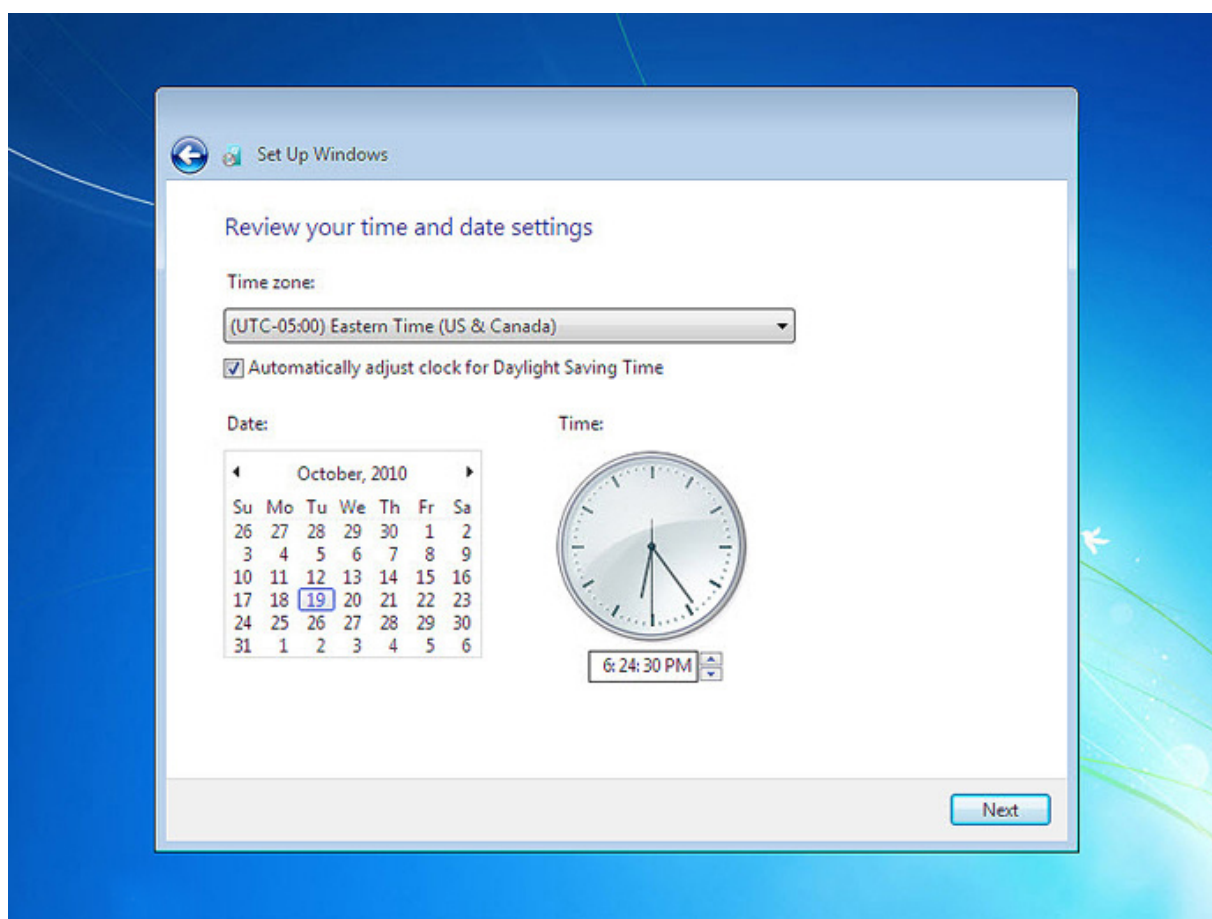 Set Up Windows
Review your time and date settings
Time zone:
(UTC-05:00) Eastern Time (US & Canada)
Automatically adjust clock for Daylight Saving Time
Date:
Time:
October, 2010
Su Mo Tu We Th Fr Sa
26 27 28 29 30 1 2
3 4 5 6 7 8 9
10 11 12 13 14 15 16
17 18 19 20 21 22 23
24 25 26 27 28 29 30
31 1 2 3 4 5 6
6:24:30 PM
Next